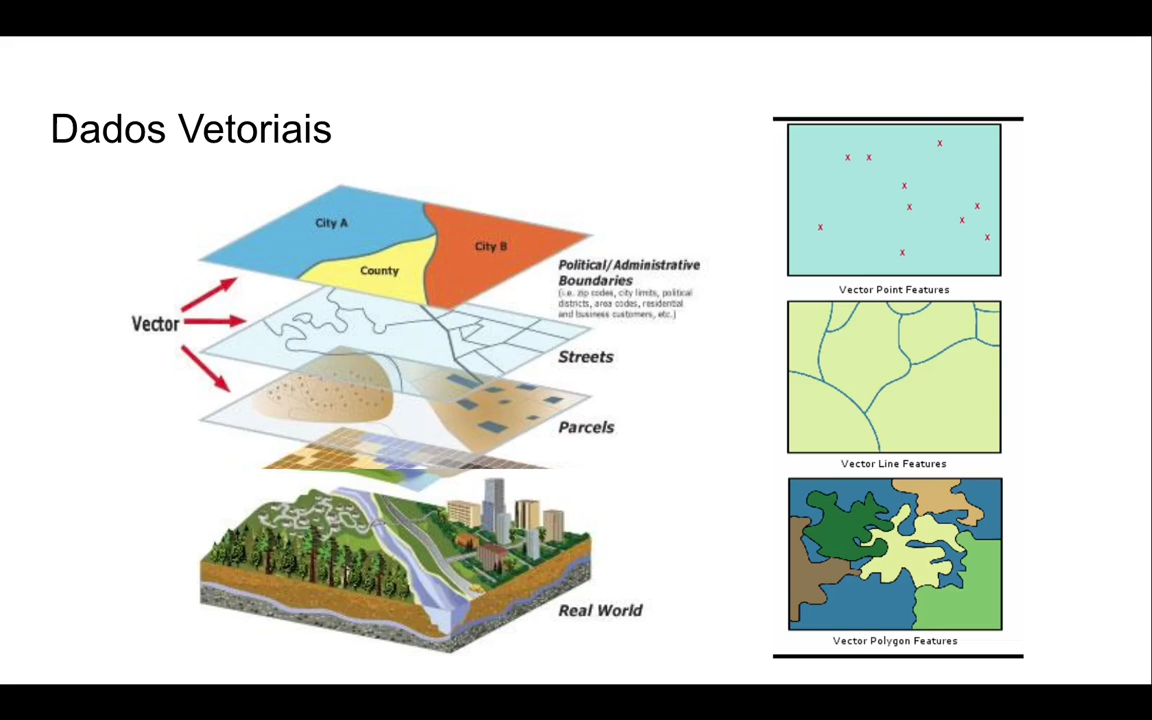 Dados Vetoriais
City A
City B
County
Political/Administrative
Boundaries
(i.e. zip codes, city limits, political
districts, area codes, residential
and business customers, etc.)
Vector
Streets
Parcels
Real World
x x x
x
x x
x x
x
x
Vector Point Features
Vector Line Features
Vector Polygon Features